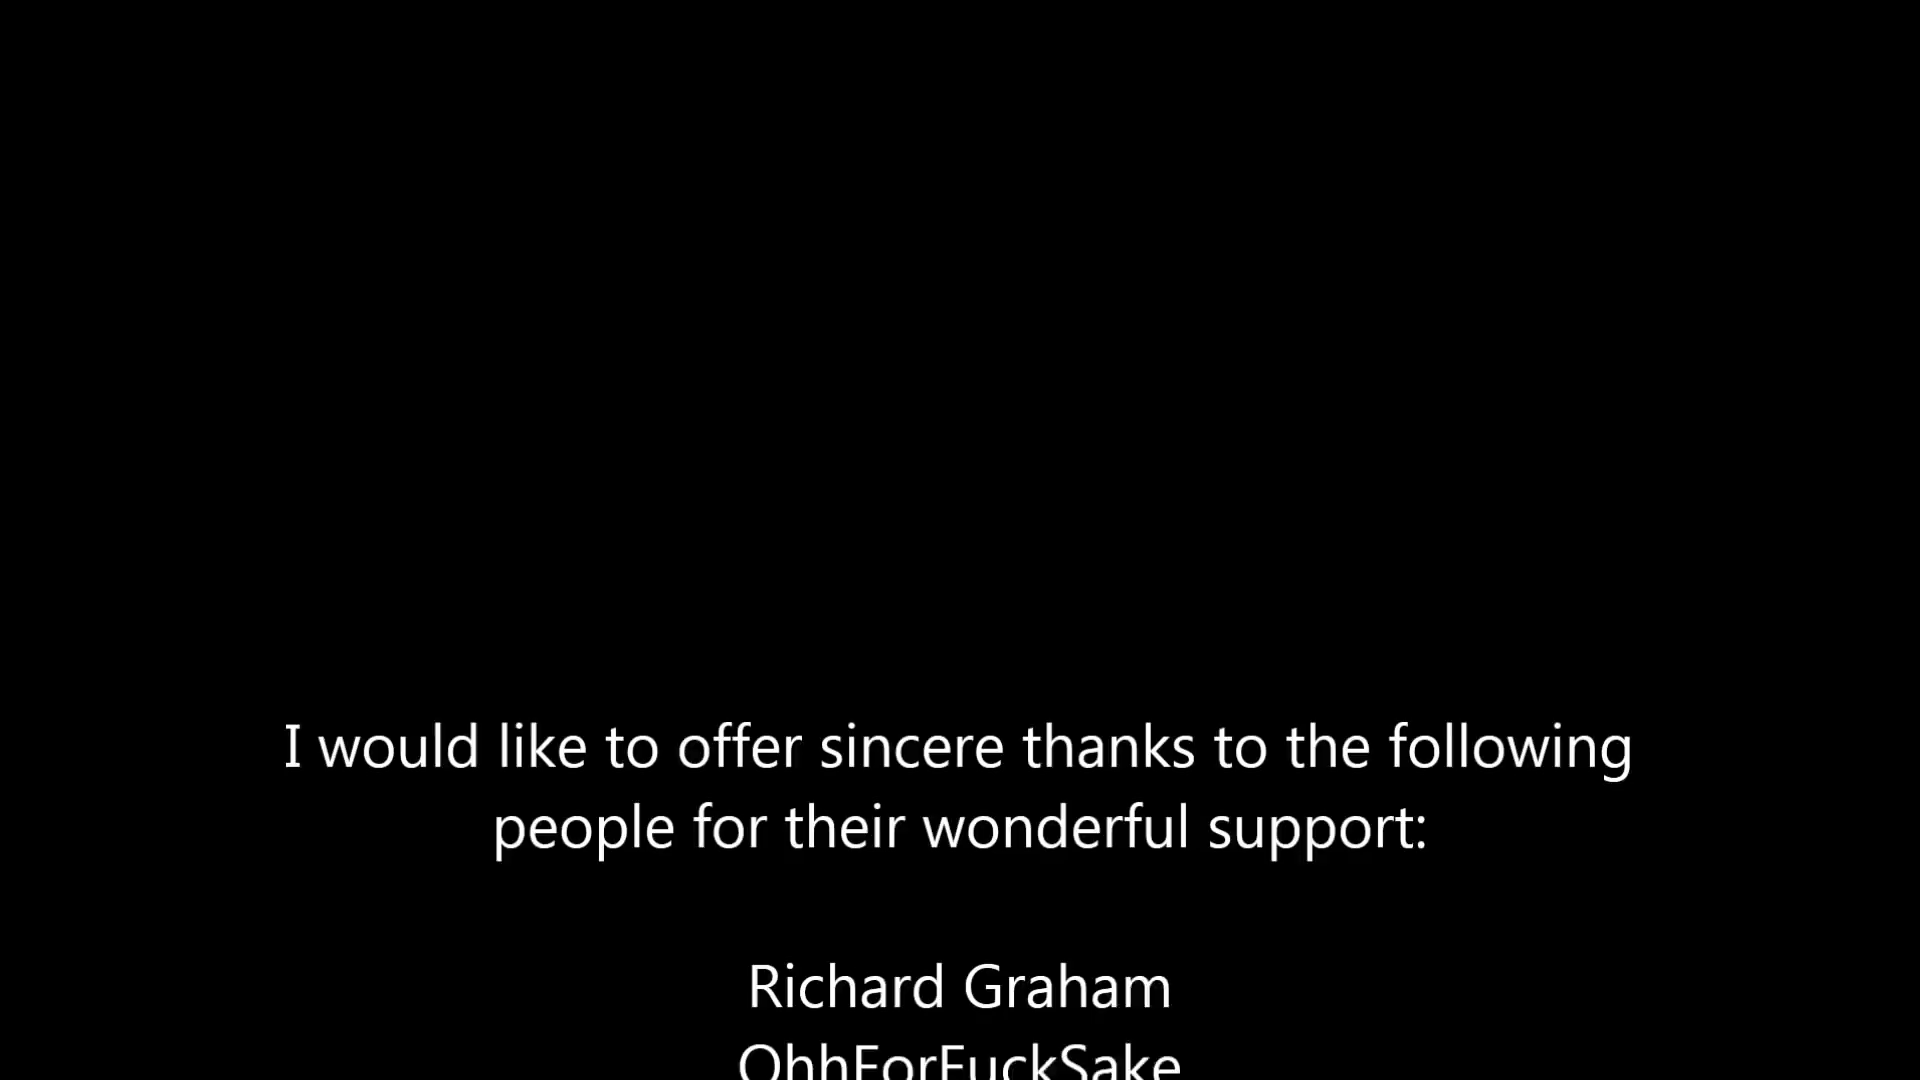 I would like to offer sincere thanks to the following
people for their wonderful support:
Richard Graham
OhhForFuckSake